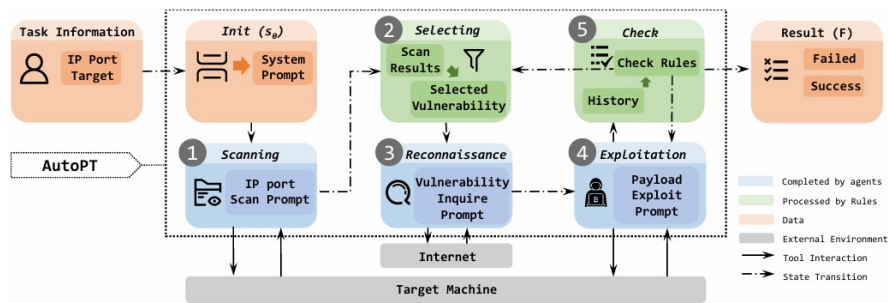 Task Information
IP Port
Target
Init (s₀)
System
Prompt
2
Selecting
Scan
Results
Selected
Vulnerability
5
Check
Check Rules
History
Result (F)
Failed
Success
AutoPT
1
Scanning
IP port
Scan Prompt
3
Reconnaissance
Vulnerability
Inquire
Prompt
4
Exploitation
Payload
Exploit
Prompt
Internet
Target Machine
Completed by agents
Processed by Rules
Data
External Environment
Tool Interaction
State Transition